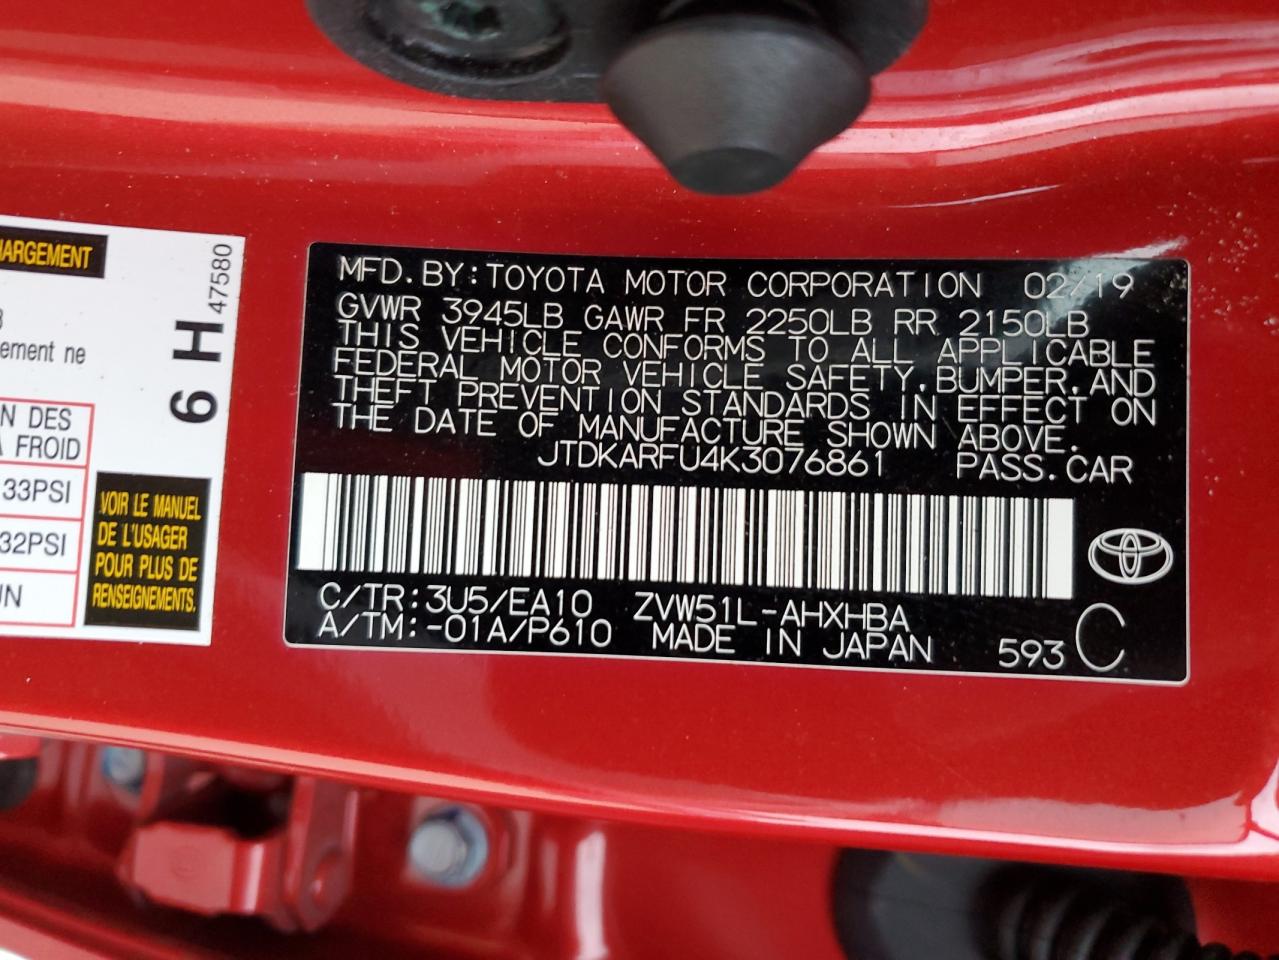 HARGEMENT
ement ne
N DES
A FROID
33PSI
32PSI
UN
6 H
47580
VOIR LE MANUEL
DE L'USAGER
POUR PLUS DE
RENSEIGNEMENTS.
MFD. BY: TOYOTA MOTOR CORPORATION 02/19
GVWR 3945LB GAWR FR 2250LB RR 2150LB
THIS VEHICLE CONFORMS TO ALL APPLICABLE
FEDERAL MOTOR VEHICLE SAFETY, BUMPER, AND
THEFT PREVENTION STANDARDS IN EFFECT ON
THE DATE OF MANUFACTURE SHOWN ABOVE.
JTDKARFU4K3076861 PASS. CAR
C/TR: 3U5/EA10 ZVW51L-AHXHBA
A/TM: -01A/P610 MADE IN JAPAN 593 C